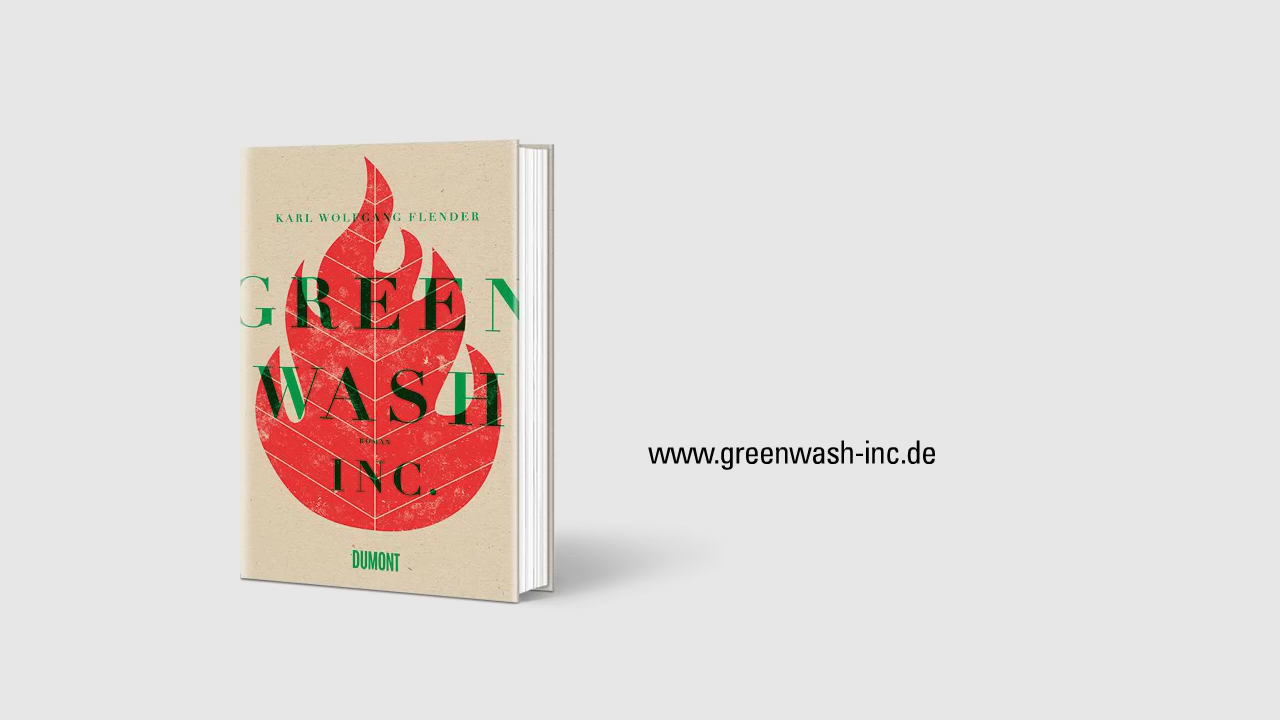 KARL WOLFGANG FLENDER
GREEN
WASH
ROMAN
INC.
DUMONT
www.greenwash-inc.de